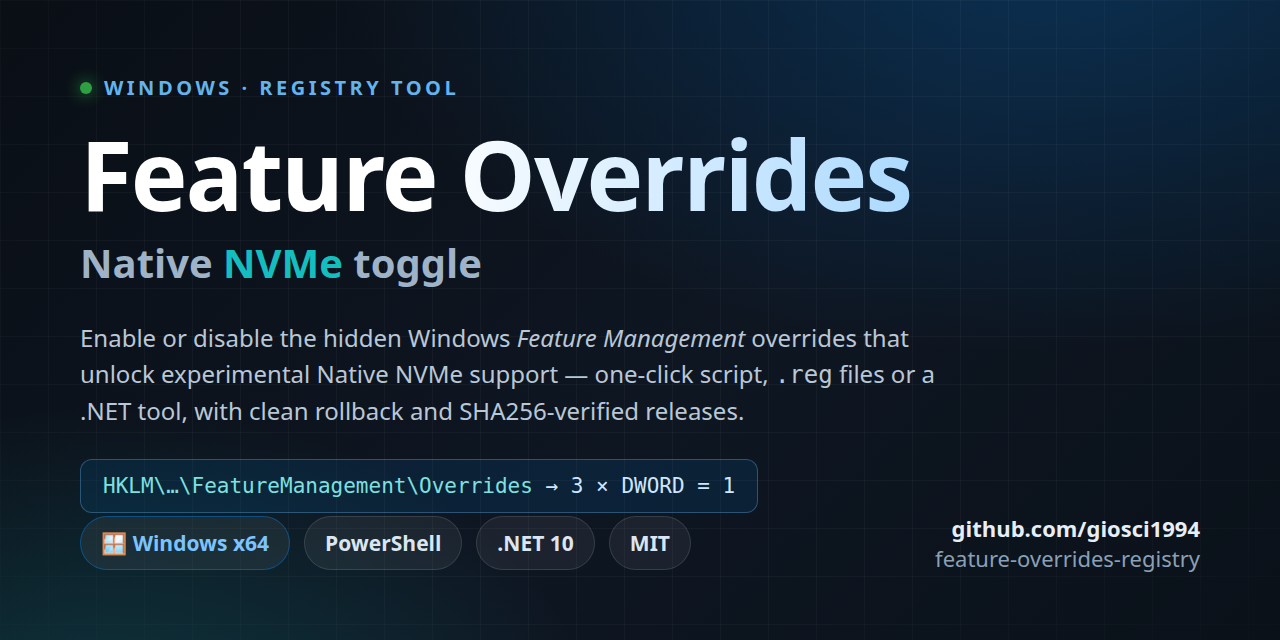 WINDOWS · REGISTRY TOOL
Feature Overrides
Native NVMe toggle
Enable or disable the hidden Windows Feature Management overrides that
unlock experimental Native NVMe support — one-click script, .reg files or a
.NET tool, with clean rollback and SHA256-verified releases.
HKLM\…\FeatureManagement\Overrides → 3 × DWORD = 1
🪟 Windows x64 PowerShell .NET 10 MIT
github.com/giosci1994
feature-overrides-registry